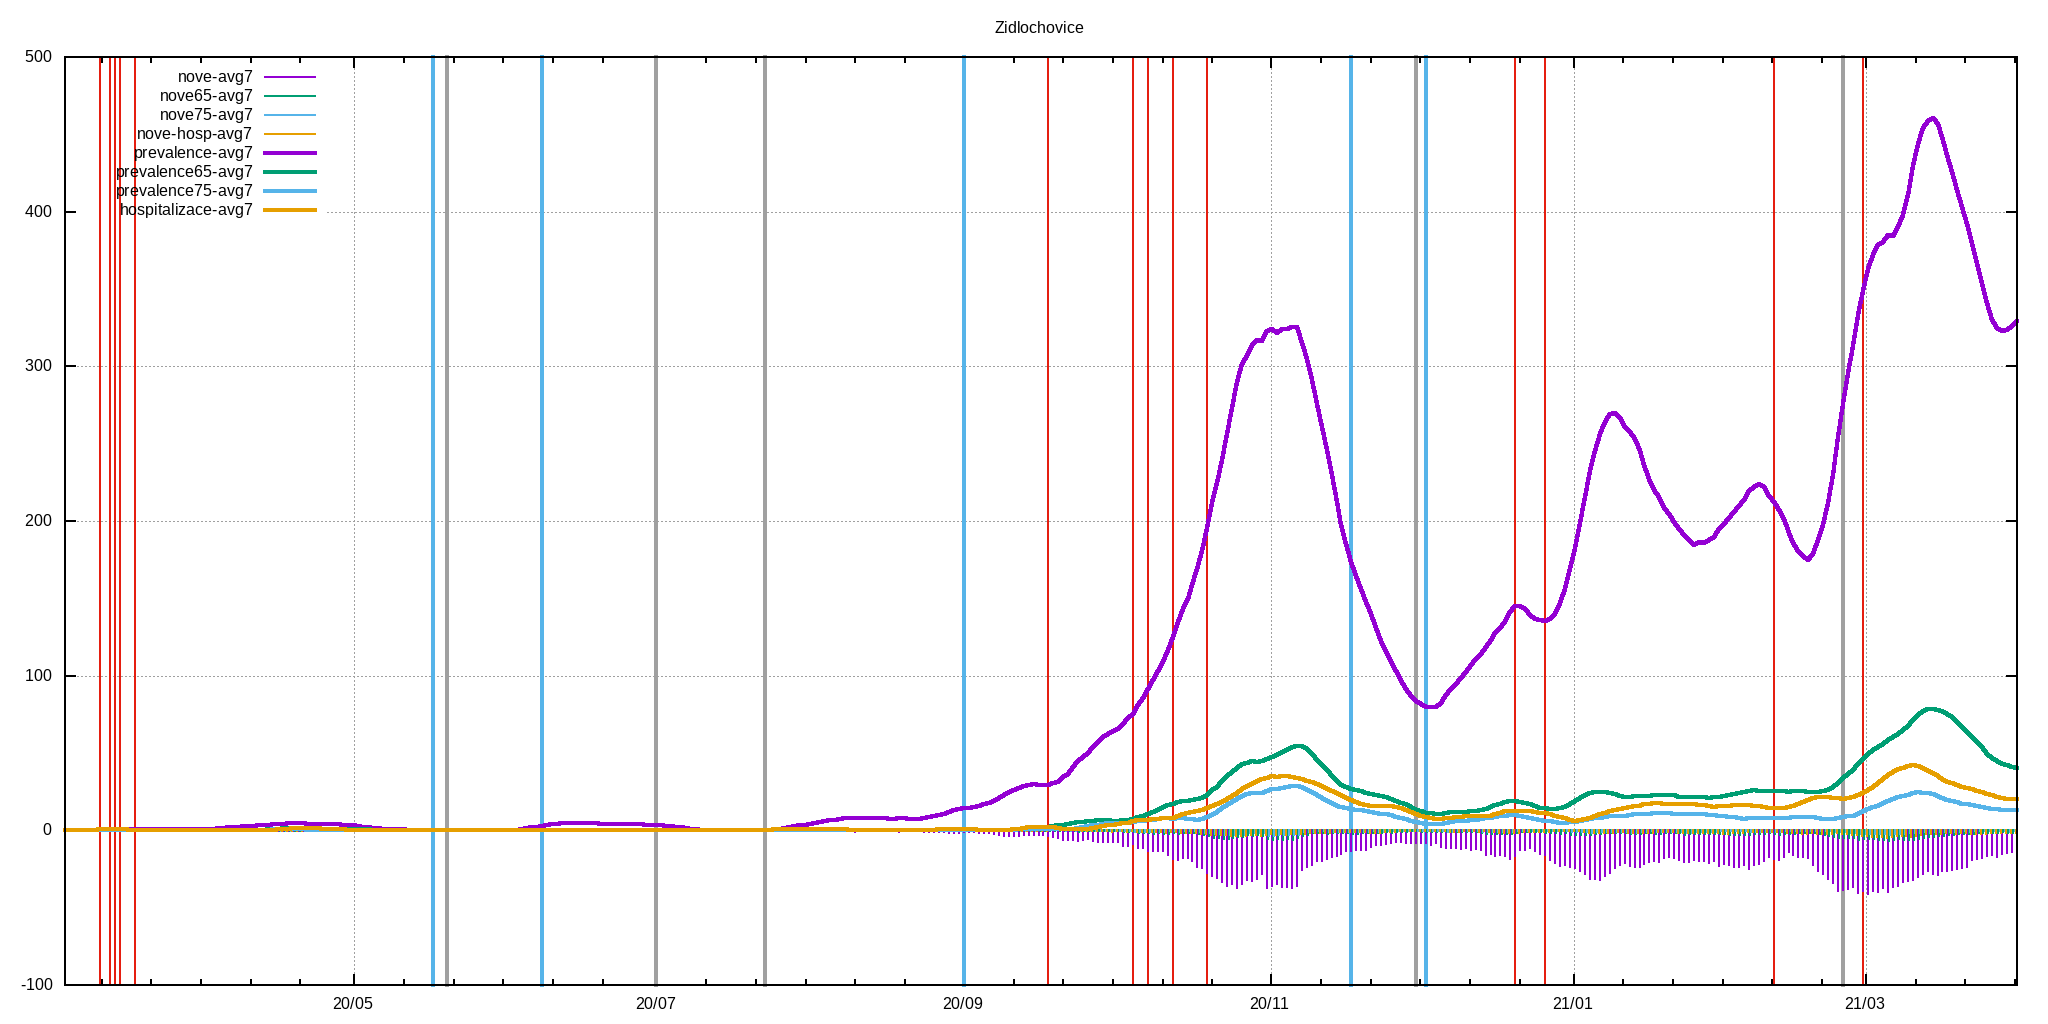 Zidlochovice
500
400
300
200
100
0
-100
nove-avg7
nove65-avg7
nove75-avg7
nove-hosp-avg7
prevalence-avg7
prevalence65-avg7
prevalence75-avg7
hospitalizace-avg7
20/05 20/07 20/09 20/11 21/01 21/03